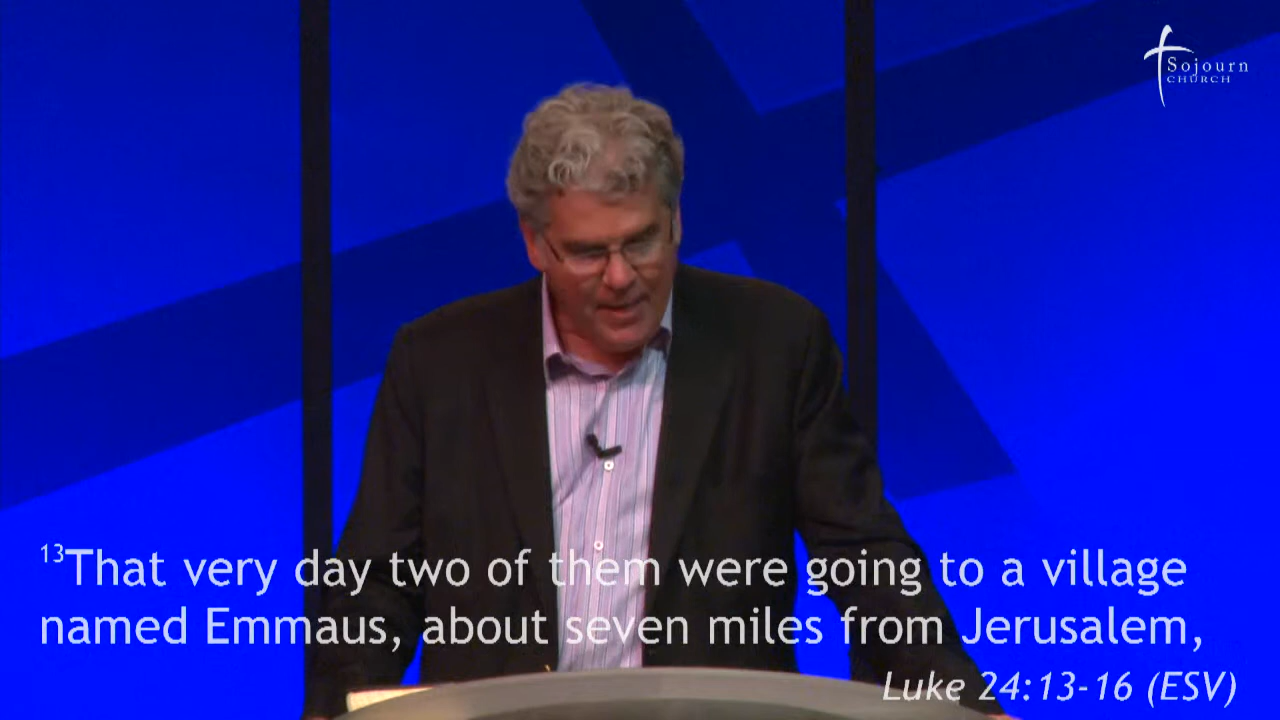 Sojourn
CHURCH
13That very day two of them were going to a village
named Emmaus, about seven miles from Jerusalem,
Luke 24:13-16 (ESV)